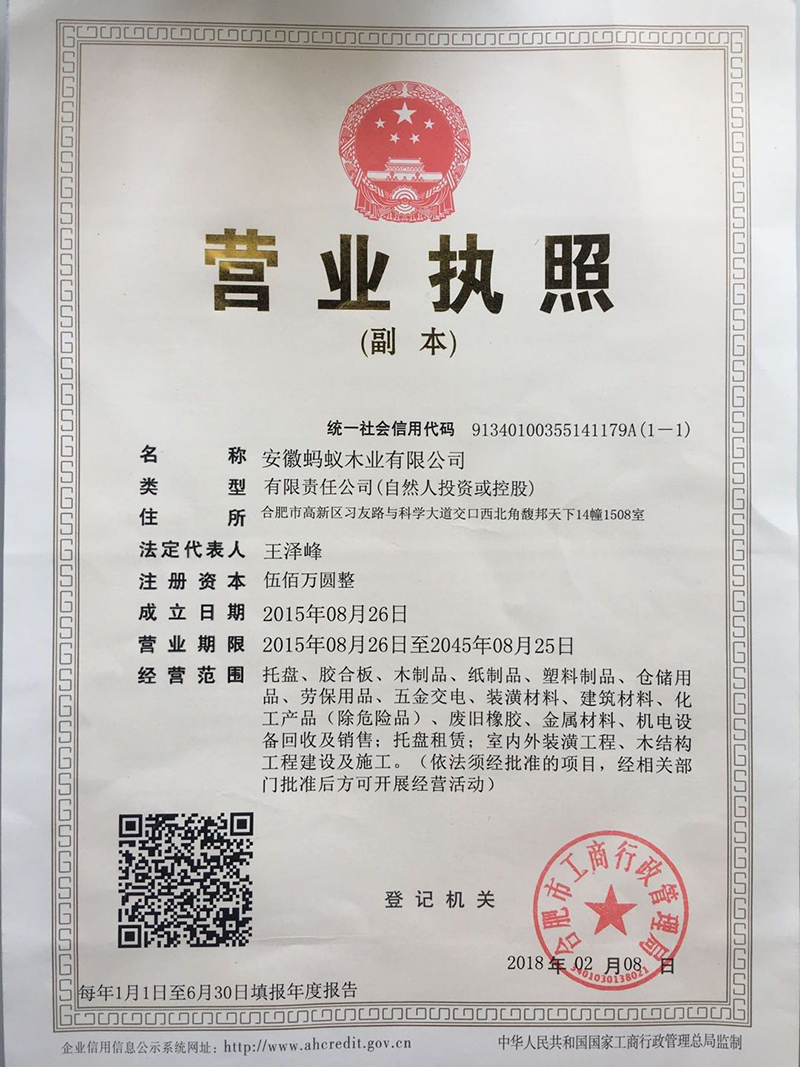 营业执照
(副 本)
统一社会信用代码 91340100355141179A(1-1)
名称 安徽蚂蚁木业有限公司
类型 有限责任公司(自然人投资或控股)
住所 合肥市高新区习友路与科学大道交口西北角馥邦天下14幢1508室
法定代表人 王泽峰
注册资本 伍佰万圆整
成立日期 2015年08月26日
营业期限 2015年08月26日至2045年08月25日
经营范围 托盘、胶合板、木制品、纸制品、塑料制品、仓储用
品、劳保用品、五金交电、装潢材料、建筑材料、化
工产品（除危险品）、废旧橡胶、金属材料、机电设
备回收及销售；托盘租赁；室内外装潢工程、木结构
工程建设及施工。（依法须经批准的项目，经相关部
门批准后方可开展经营活动）
登记机关
合肥市工商行政管理局
3401030138021
2018年02月08日
每年1月1日至6月30日填报年度报告
企业信用信息公示系统网址：http://www.ahcredit.gov.cn
中华人民共和国国家工商行政管理总局监制